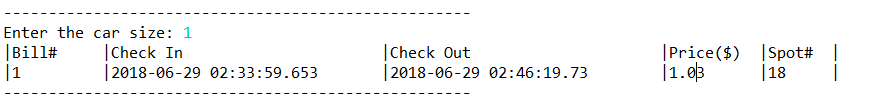 ----------------------------------------------------
Enter the car size: 1
|Bill#     |Check In                      |Check Out                     |Price($)  |Spot#  |
|1         |2018-06-29 02:33:59.653       |2018-06-29 02:46:19.73        |1.03      |18     |
----------------------------------------------------